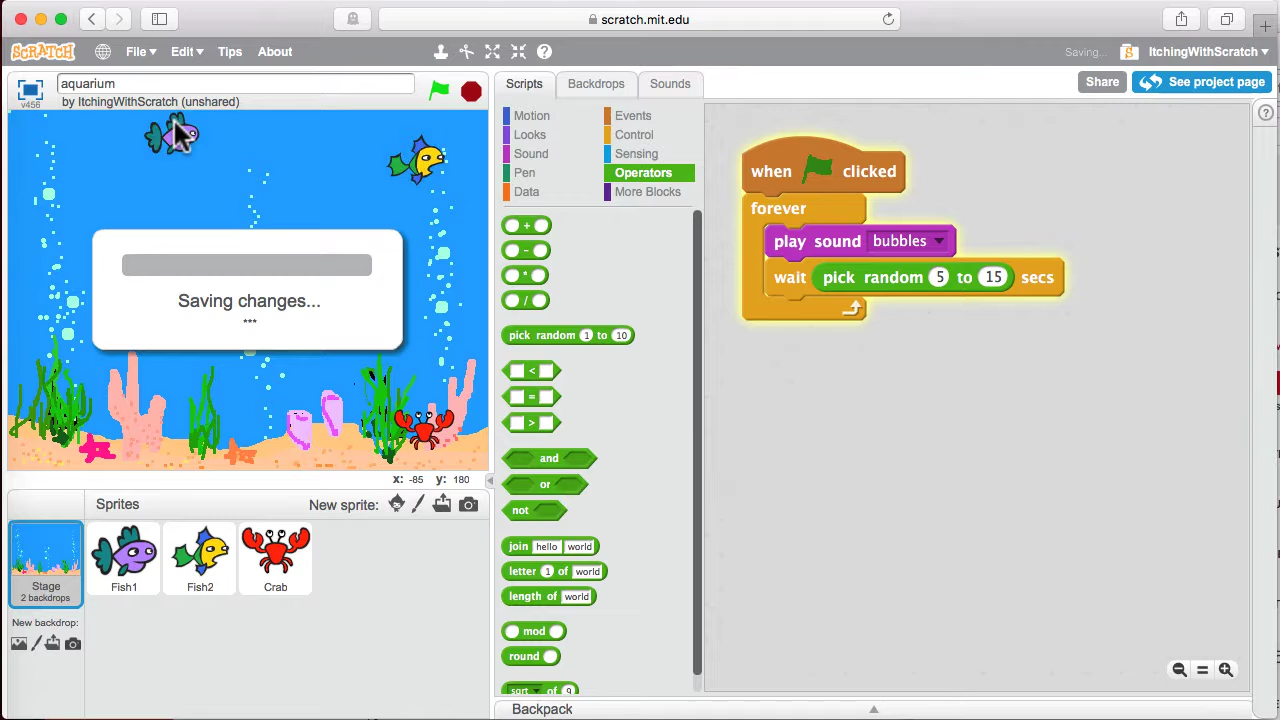 scratch.mit.edu
SCRATCH
File
Edit
Tips
About
Saving...
ItchingWithScratch
v456
aquarium
by ItchingWithScratch (unshared)
Scripts
Backdrops
Sounds
Share
See project page
Motion
Looks
Sound
Pen
Data
Events
Control
Sensing
Operators
More Blocks
+
-
*
/
pick random 1 to 10
<
=
>
and
or
not
join hello world
letter 1 of world
length of world
mod
round
sqrt of 9
when clicked
forever
play sound bubbles
wait pick random 5 to 15 secs
Saving changes...
***
x: -85 y: 180
Sprites
New sprite:
Stage
2 backdrops
New backdrop:
Fish1
Fish2
Crab
Backpack
?